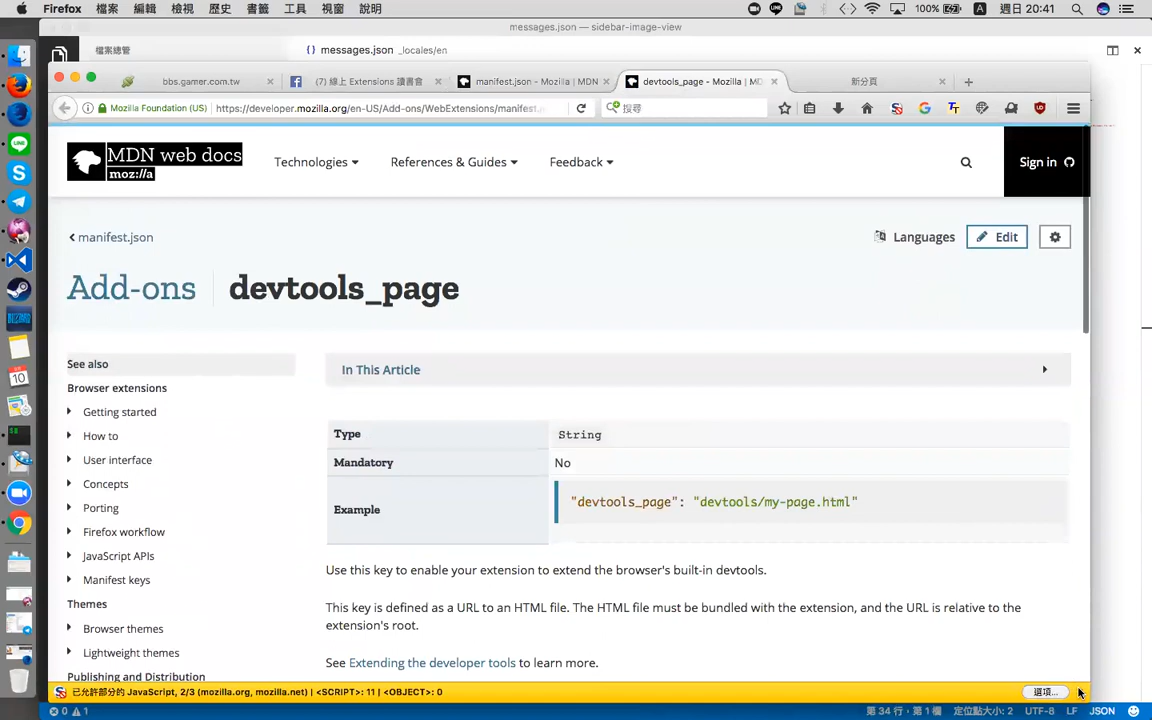 Firefox 檔案 編輯 檢視 歷史 書籤 工具 視窗 說明 100% A 週日 20:41
messages.json — sidebar-image-view
檔案總管 {} messages.json _locales/en
bbs.gamer.com.tw (7) 線上 Extensions 讀書會 manifest.json - Mozilla | MDN devtools_page - Mozilla | MD 新分頁
Mozilla Foundation (US) https://developer.mozilla.org/en-US/Add-ons/WebExtensions/manifest. 搜尋
MDN web docs
moz://a
Technologies References & Guides Feedback Sign in
manifest.json Languages Edit
Add-ons devtools_page
See also
In This Article
Browser extensions
Getting started
How to
User interface
Concepts
Porting
Firefox workflow
JavaScript APIs
Manifest keys
Themes
Browser themes
Lightweight themes
Publishing and Distribution
Type String
Mandatory No
Example "devtools_page": "devtools/my-page.html"
Use this key to enable your extension to extend the browser's built-in devtools.
This key is defined as a URL to an HTML file. The HTML file must be bundled with the extension, and the URL is relative to the
extension's root.
See Extending the developer tools to learn more.
已允許部分的 JavaScript, 2/3 (mozilla.org, mozilla.net) | <SCRIPT>: 11 | <OBJECT>: 0 選項...
0 1 第 34 行，第 1 欄 定位點大小: 2 UTF-8 LF JSON